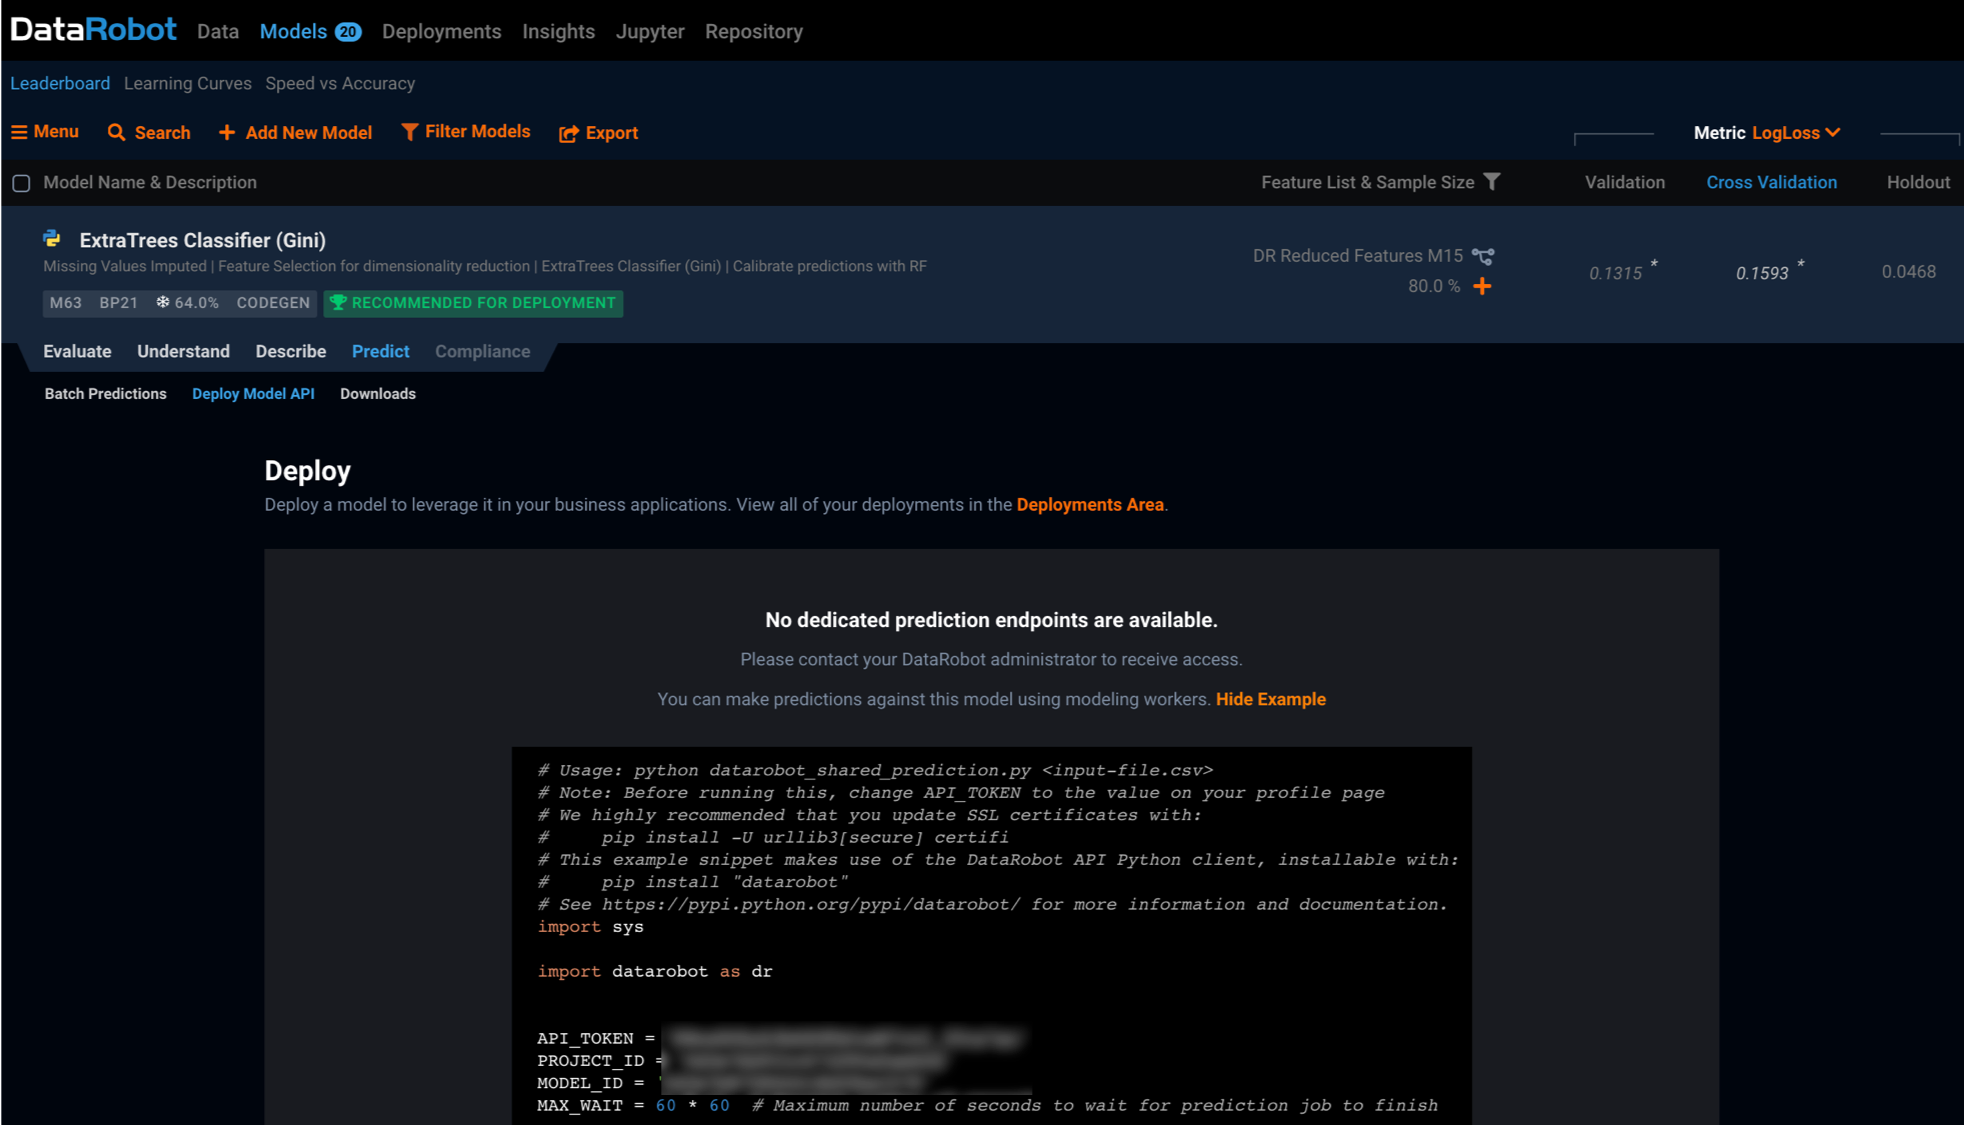 DataRobot Data Models 20 Deployments Insights Jupyter Repository
Leaderboard Learning Curves Speed vs Accuracy
Menu Search Add New Model Filter Models Export Metric LogLoss
Model Name & Description Feature List & Sample Size Validation Cross Validation Holdout
ExtraTrees Classifier (Gini)
Missing Values Imputed | Feature Selection for dimensionality reduction | ExtraTrees Classifier (Gini) | Calibrate predictions with RF
DR Reduced Features M15
80.0 % +
0.1315 * 0.1593 * 0.0468
M63 BP21 64.0% CODEGEN RECOMMENDED FOR DEPLOYMENT
Evaluate Understand Describe Predict Compliance
Batch Predictions Deploy Model API Downloads
Deploy
Deploy a model to leverage it in your business applications. View all of your deployments in the Deployments Area.
No dedicated prediction endpoints are available.
Please contact your DataRobot administrator to receive access.
You can make predictions against this model using modeling workers. Hide Example
# Usage: python datarobot_shared_prediction.py <input-file.csv>
# Note: Before running this, change API_TOKEN to the value on your profile page
# We highly recommended that you update SSL certificates with:
#     pip install -U urllib3[secure] certifi
# This example snippet makes use of the DataRobot API Python client, installable with:
#     pip install "datarobot"
# See https://pypi.python.org/pypi/datarobot/ for more information and documentation.
import sys
import datarobot as dr
API_TOKEN =
PROJECT_ID =
MODEL_ID = '
MAX_WAIT = 60 * 60  # Maximum number of seconds to wait for prediction job to finish